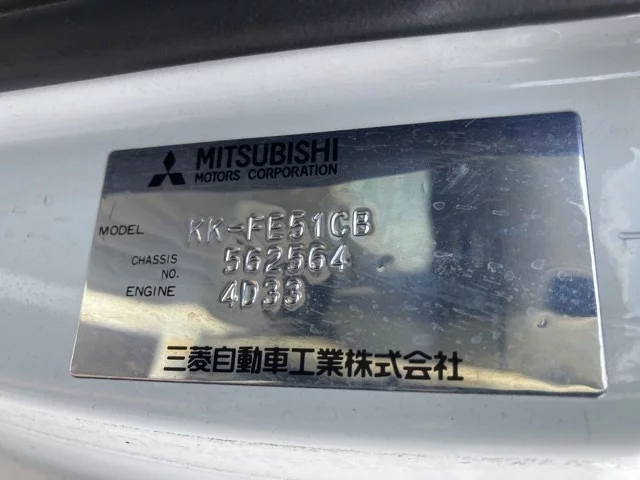 MITSUBISHI
MOTORS CORPORATION
MODEL KK-FE51CB
CHASSIS NO. 562564
ENGINE 4D33
三菱自動車工業株式会社